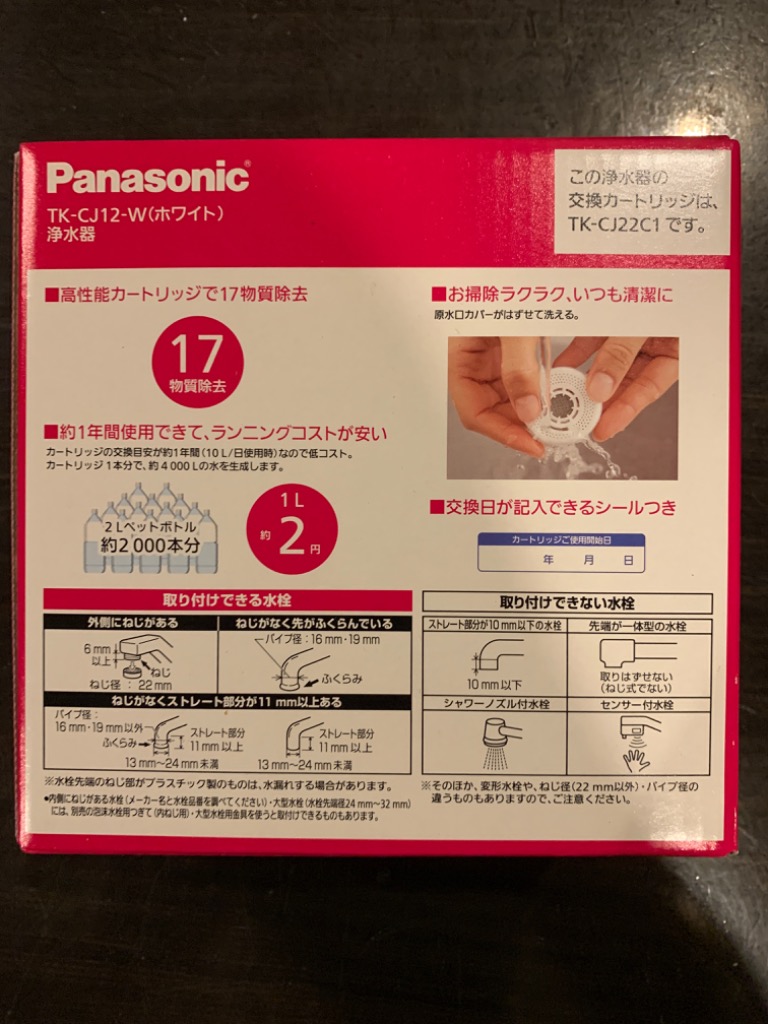 Panasonic®
TK-CJ12-W(ホワイト)
浄水器
この浄水器の
交換カートリッジは、
TK-CJ22C1です。
■高性能カートリッジで17物質除去
17
物質除去
■約1年間使用できて、ランニングコストが安い
カートリッジの交換目安が約1年間(10 L/日使用時)なので低コスト。
カートリッジ1本分で、約4 000 Lの水を生成します。
2 Lペットボトル
約2 000本分
1 L
約2円
■お掃除ラクラク、いつも清潔に
原水口カバーがはずせて洗える。
■交換日が記入できるシールつき
カートリッジご使用開始日
年 月 日
取り付けできる水栓
外側にねじがある
6 mm
以上
ねじ
ねじ径:22 mm
ねじがなく先がふくらんでいる
パイプ径:16 mm・19 mm
ふくらみ
ねじがなくストレート部分が11 mm以上ある
パイプ径:
16 mm・19 mm以外
ふくらみ
ストレート部分
11 mm以上
13 mm〜24 mm未満
ストレート部分
11 mm以上
13 mm〜24 mm未満
※水栓先端のねじ部がプラスチック製のものは、水漏れする場合があります。
●内側にねじがある水栓(メーカー名と水栓品番を調べてください)・大型水栓(水栓先端径24 mm〜32 mm)
には、別売の泡沫水栓用つぎて(内ねじ用)・大型水栓用金具を使うと取付けできるものもあります。
取り付けできない水栓
ストレート部分が10 mm以下の水栓
10 mm以下
先端が一体型の水栓
取りはずせない
(ねじ式でない)
シャワーノズル付水栓
センサー付水栓
※そのほか、変形水栓や、ねじ径(22 mm以外)・パイプ径の
違うものもありますので、ご注意ください。